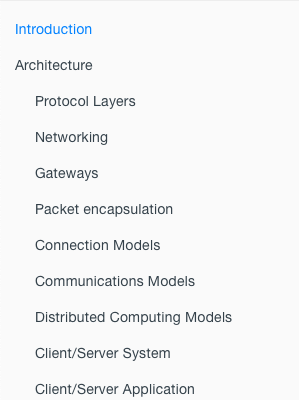 Introduction
Architecture
Protocol Layers
Networking
Gateways
Packet encapsulation
Connection Models
Communications Models
Distributed Computing Models
Client/Server System
Client/Server Application